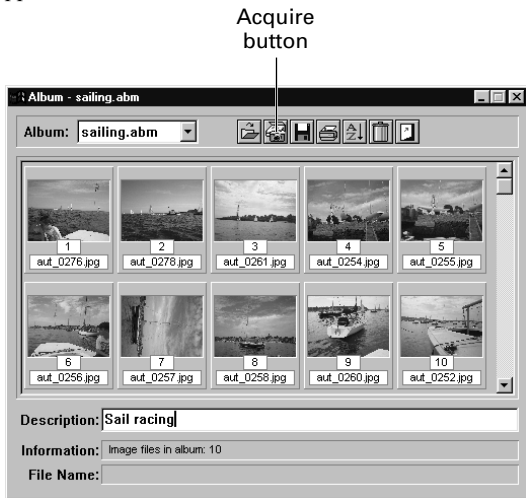 Acquire
button
Album - sailing.abm
Album: sailing.abm
1 2 3 4 5
aut_0276.jpg aut_0278.jpg aut_0261.jpg aut_0254.jpg aut_0255.jpg
6 7 8 9 10
aut_0256.jpg aut_0257.jpg aut_0258.jpg aut_0260.jpg aut_0252.jpg
Description: Sail racing
Information: Image files in album: 10
File Name: